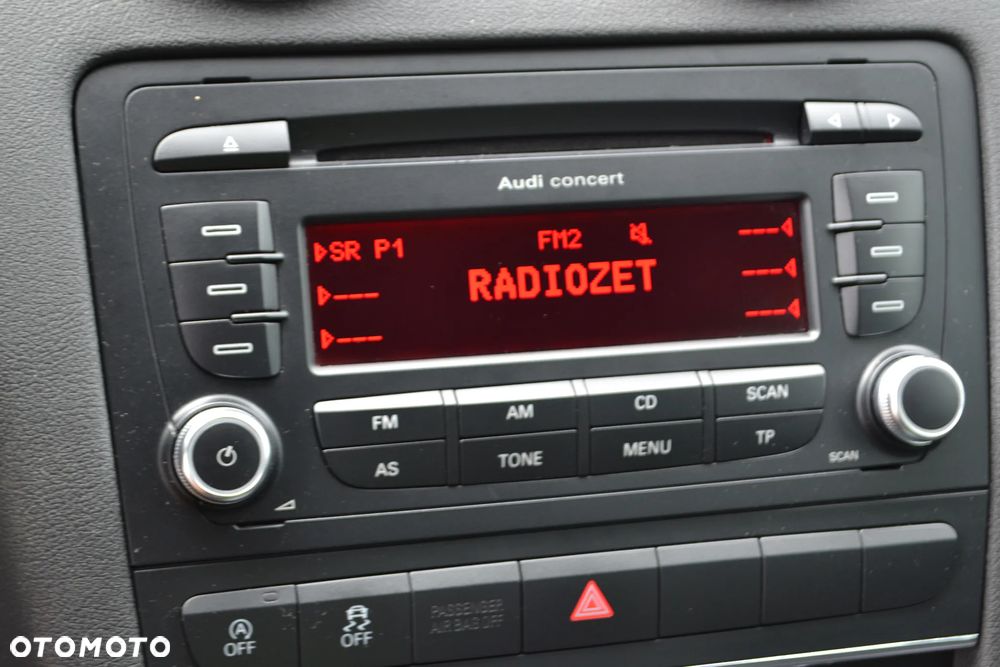 Audi concert
SR P1
FM2
RADIOZET
---
---
---
---
---
FM
AM
CD
SCAN
AS
TONE
MENU
TP
SCAN
A
OFF
OFF
PASSENGER
AIR BAG OFF
OTOMOTO